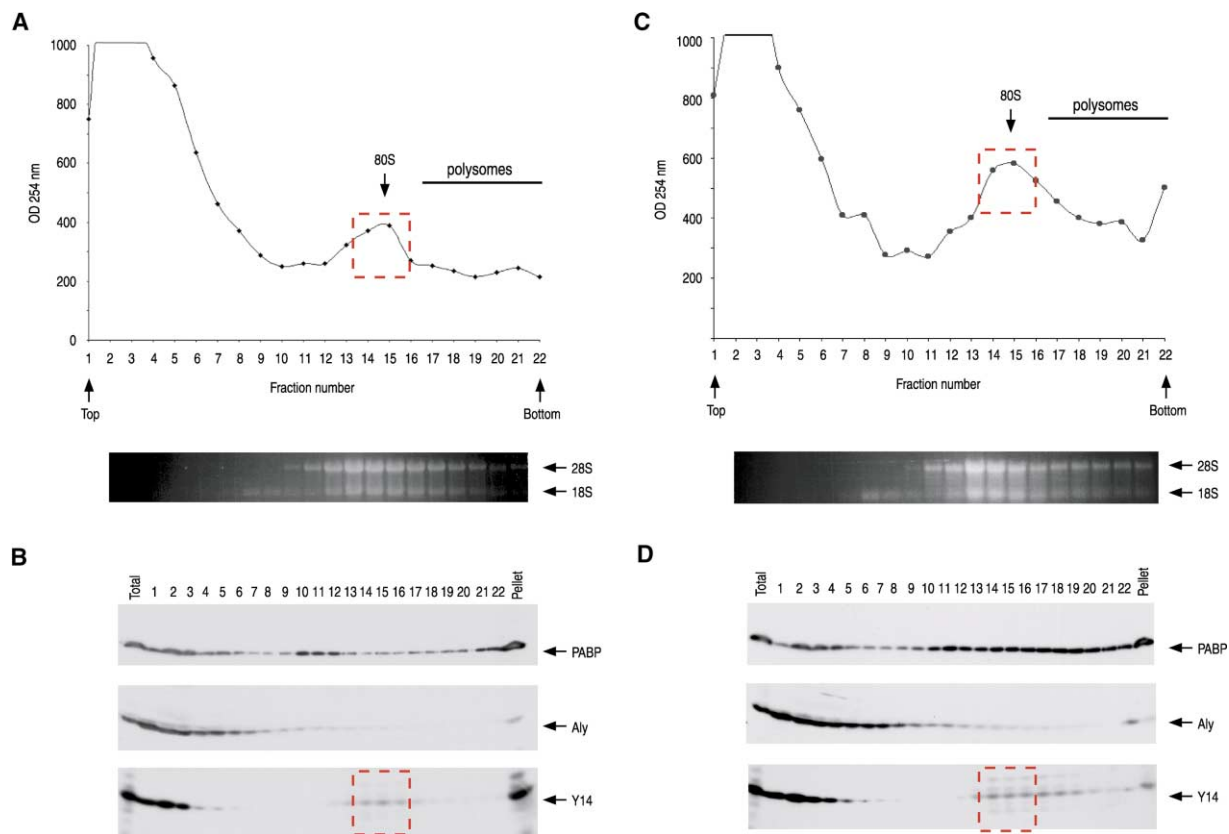 A
1000
800
600
400
200
0
OD 254 nm
80S
polysomes
1 2 3 4 5 6 7 8 9 10 11 12 13 14 15 16 17 18 19 20 21 22
Fraction number
Top
Bottom
28S
18S
B
Total 1 2 3 4 5 6 7 8 9 10 11 12 13 14 15 16 17 18 19 20 21 22 Pellet
PABP
Aly
Y14
C
1000
800
600
400
200
OD 254 nm
80S
polysomes
1 2 3 4 5 6 7 8 9 10 11 12 13 14 15 16 17 18 19 20 21 22
Fraction number
Top
Bottom
28S
18S
D
Total 1 2 3 4 5 6 7 8 9 10 11 12 13 14 15 16 17 18 19 20 21 22 Pellet
PABP
Aly
Y14